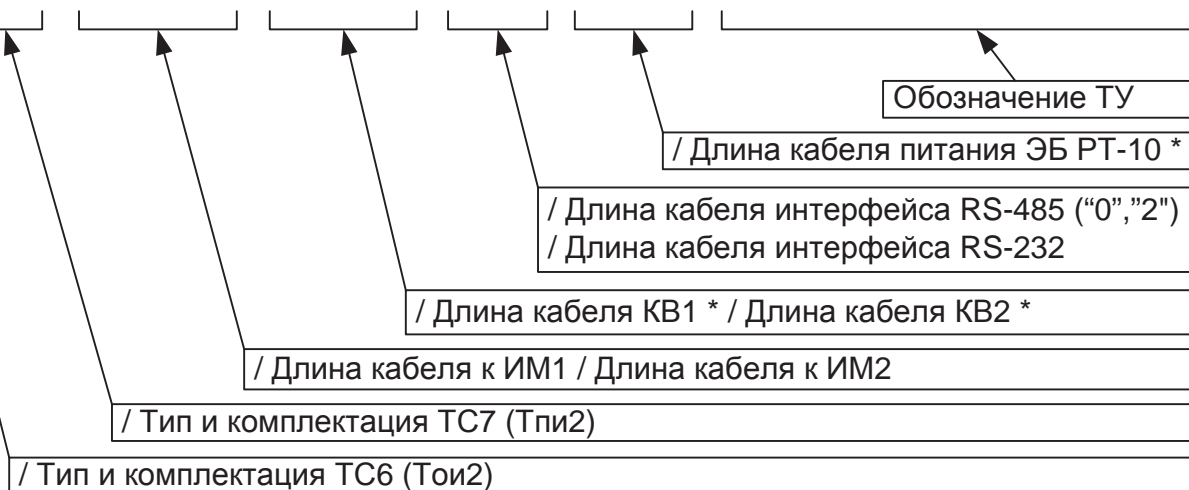 Обозначение ТУ
/ Длина кабеля питания ЭБ РТ-10 *
/ Длина кабеля интерфейса RS-485 (“0”,”2")
/ Длина кабеля интерфейса RS-232
/ Длина кабеля КВ1 * / Длина кабеля КВ2 *
/ Длина кабеля к ИМ1 / Длина кабеля к ИМ2
/ Тип и комплектация ТС7 (Тпи2)
/ Тип и комплектация ТС6 (Тои2)